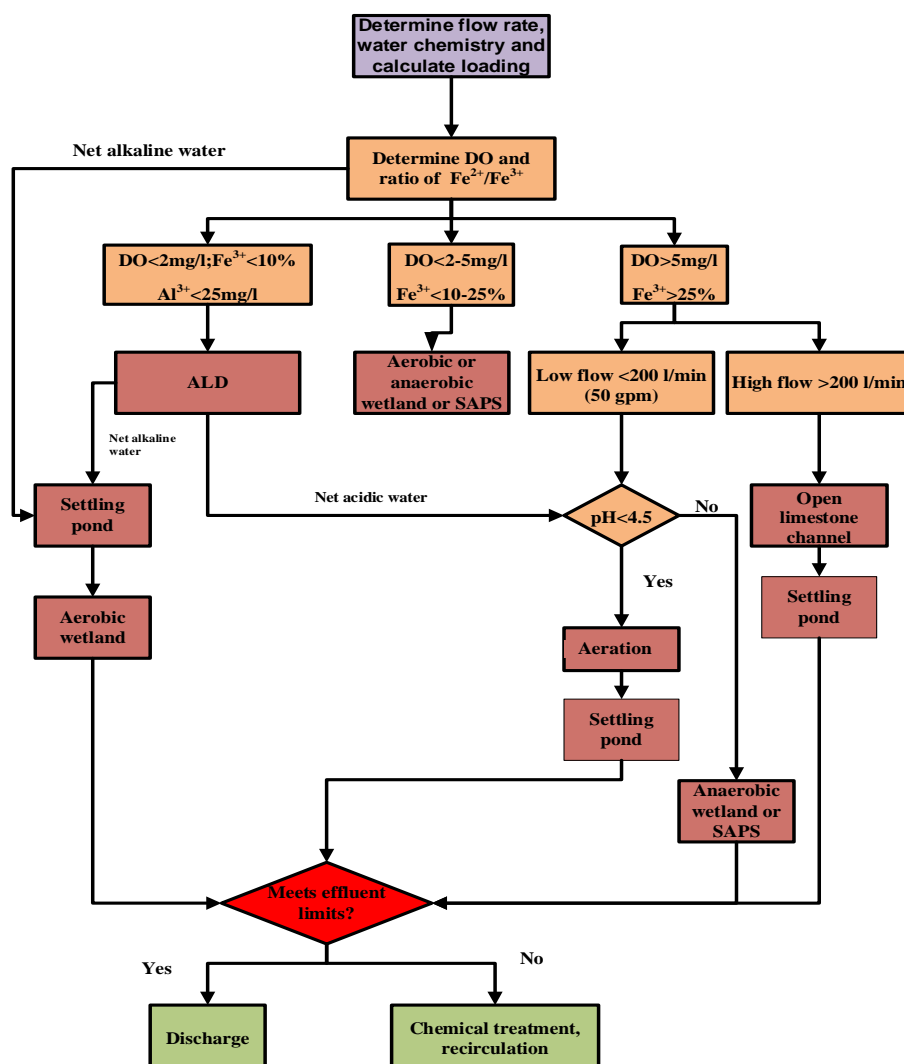 Determine flow rate,
water chemistry and
calculate loading
Net alkaline water
Determine DO and
ratio of Fe²⁺/Fe³⁺
DO<2mg/l;Fe³⁺<10%
Al³⁺<25mg/l
DO<2-5mg/l
Fe³⁺<10-25%
DO>5mg/l
Fe³⁺>25%
ALD
Aerobic or
anaerobic
wetland or SAPS
Low flow <200 l/min
(50 gpm)
High flow >200 l/min
Net alkaline
water
Settling
pond
Net acidic water
pH<4.5
No
Open
limestone
channel
Yes
Settling
pond
Aerobic
wetland
Aeration
Settling
pond
Anaerobic
wetland or
SAPS
Meets effluent
limits?
Yes
No
Discharge
Chemical treatment,
recirculation